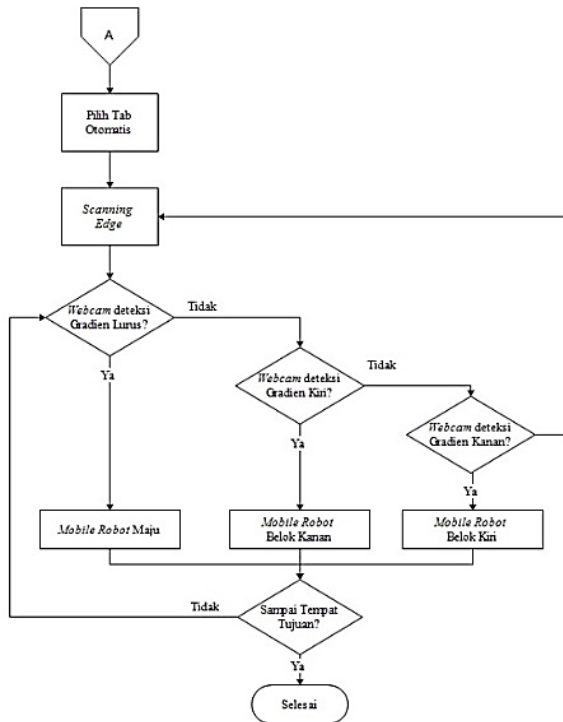 A
Pilih Tab
Otomatis
Scanning
Edge
Webcam deteksi
Gradien Lurus?
Tidak
Ya
Webcam deteksi
Gradien Kiri?
Tidak
Ya
Webcam deteksi
Gradien Kanan?
Ya
Mobile Robot Maju
Mobile Robot
Belok Kanan
Mobile Robot
Belok Kiri
Tidak
Sampai Tempat
Tujuan?
Ya
Selesai